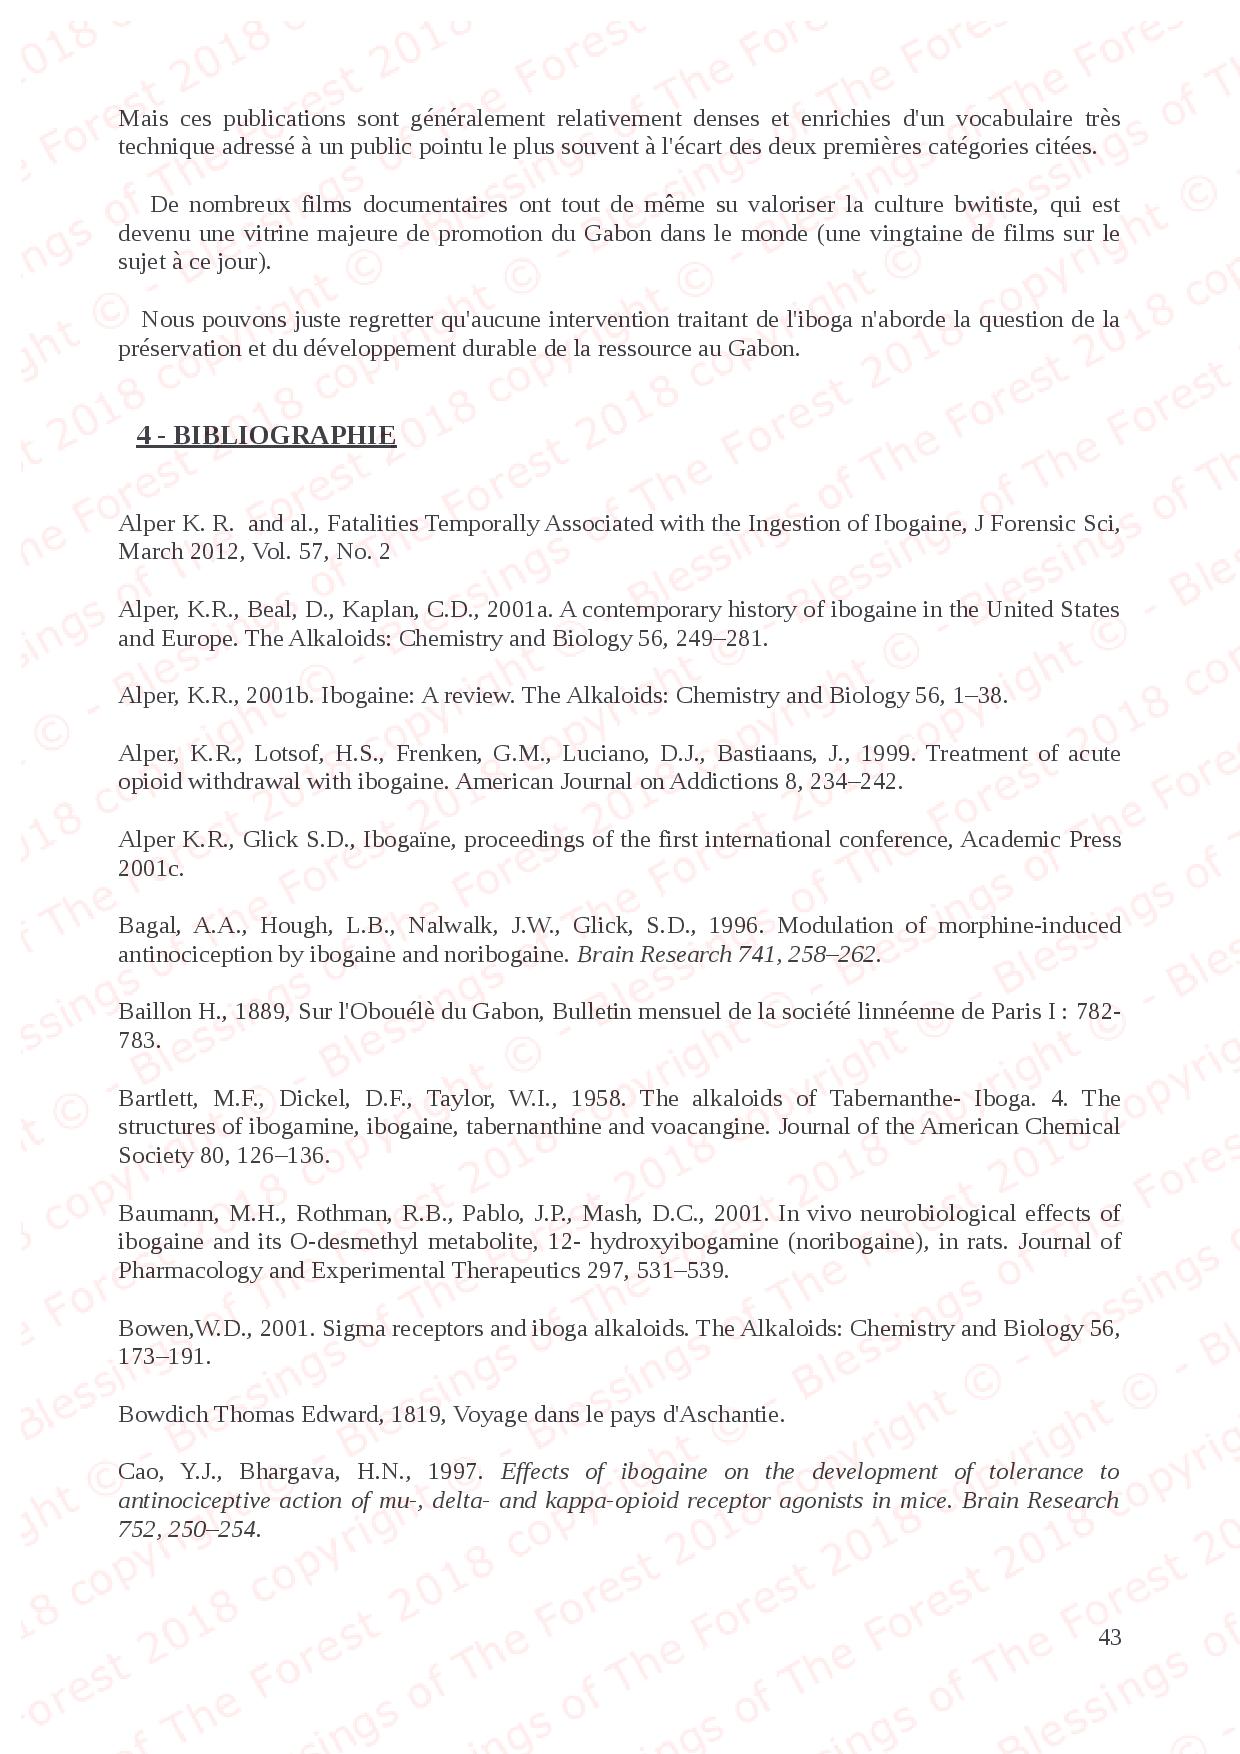 Mais ces publications sont généralement relativement denses et enrichies d'un vocabulaire très
technique adressé à un public pointu le plus souvent à l'écart des deux premières catégories citées.
De nombreux films documentaires ont tout de même su valoriser la culture bwitiste, qui est
devenu une vitrine majeure de promotion du Gabon dans le monde (une vingtaine de films sur le
sujet à ce jour).
Nous pouvons juste regretter qu'aucune intervention traitant de l'iboga n'aborde la question de la
préservation et du développement durable de la ressource au Gabon.
4 - BIBLIOGRAPHIE
Alper K. R. and al., Fatalities Temporally Associated with the Ingestion of Ibogaine, J Forensic Sci,
March 2012, Vol. 57, No. 2
Alper, K.R., Beal, D., Kaplan, C.D., 2001a. A contemporary history of ibogaine in the United States
and Europe. The Alkaloids: Chemistry and Biology 56, 249–281.
Alper, K.R., 2001b. Ibogaine: A review. The Alkaloids: Chemistry and Biology 56, 1–38.
Alper, K.R., Lotsof, H.S., Frenken, G.M., Luciano, D.J., Bastiaans, J., 1999. Treatment of acute
opioid withdrawal with ibogaine. American Journal on Addictions 8, 234–242.
Alper K.R., Glick S.D., Ibogaïne, proceedings of the first international conference, Academic Press
2001c.
Bagal, A.A., Hough, L.B., Nalwalk, J.W., Glick, S.D., 1996. Modulation of morphine-induced
antinociception by ibogaine and noribogaine. Brain Research 741, 258–262.
Baillon H., 1889, Sur l'Obouélè du Gabon, Bulletin mensuel de la société linnéenne de Paris I : 782-
783.
Bartlett, M.F., Dickel, D.F., Taylor, W.I., 1958. The alkaloids of Tabernanthe- Iboga. 4. The
structures of ibogamine, ibogaine, tabernanthine and voacangine. Journal of the American Chemical
Society 80, 126–136.
Baumann, M.H., Rothman, R.B., Pablo, J.P., Mash, D.C., 2001. In vivo neurobiological effects of
ibogaine and its O-desmethyl metabolite, 12- hydroxyibogamine (noribogaine), in rats. Journal of
Pharmacology and Experimental Therapeutics 297, 531–539.
Bowen,W.D., 2001. Sigma receptors and iboga alkaloids. The Alkaloids: Chemistry and Biology 56,
173–191.
Bowdich Thomas Edward, 1819, Voyage dans le pays d'Aschantie.
Cao, Y.J., Bhargava, H.N., 1997. Effects of ibogaine on the development of tolerance to
antinociceptive action of mu-, delta- and kappa-opioid receptor agonists in mice. Brain Research
752, 250–254.
43
copyright © - Blessings of The Forest 2018